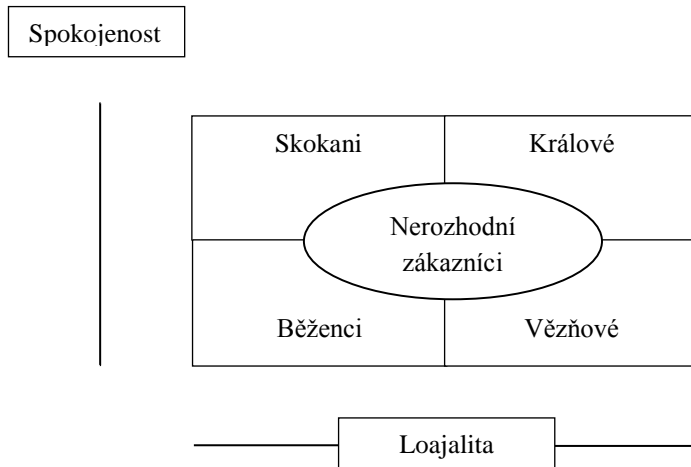 Spokojenost
Skokani
Králové
Nerozhodní
zákazníci
Běženci
Vězňové
Loajalita